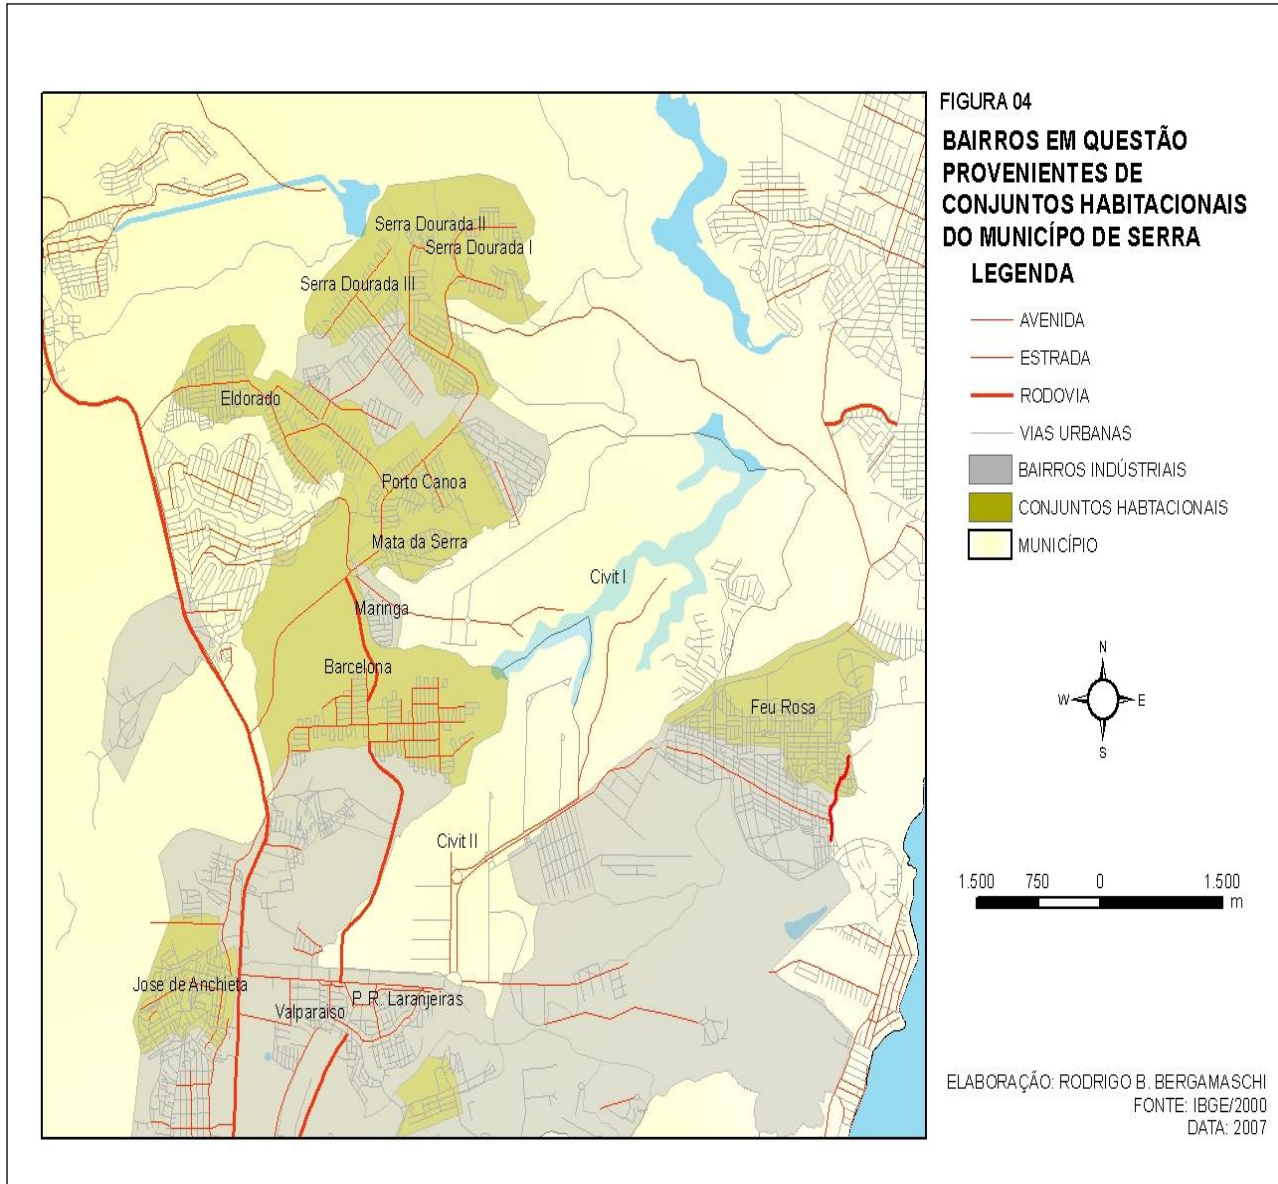 FIGURA 04
BAIRROS EM QUESTÃO
PROVENIENTES DE
CONJUNTOS HABITACIONAIS
DO MUNICÍPO DE SERRA
LEGENDA
AVENIDA
ESTRADA
RODOVIA
VIAS URBANAS
BAIRROS INDÚSTRIAIS
CONJUNTOS HABTACIONAIS
MUNICÍPIO
Serra Dourada II
Serra Dourada I
Serra Dourada III
Eldorado
Porto Canoa
Mata da Serra
Civit I
Maringa
Barcelona
Feu Rosa
Civit II
Jose de Anchieta
P. R. Laranjeiras
Valparaiso
N
W E
S
1.500 750 0 1.500
m
ELABORAÇÃO: RODRIGO B. BERGAMASCHI
FONTE: IBGE/2000
DATA: 2007